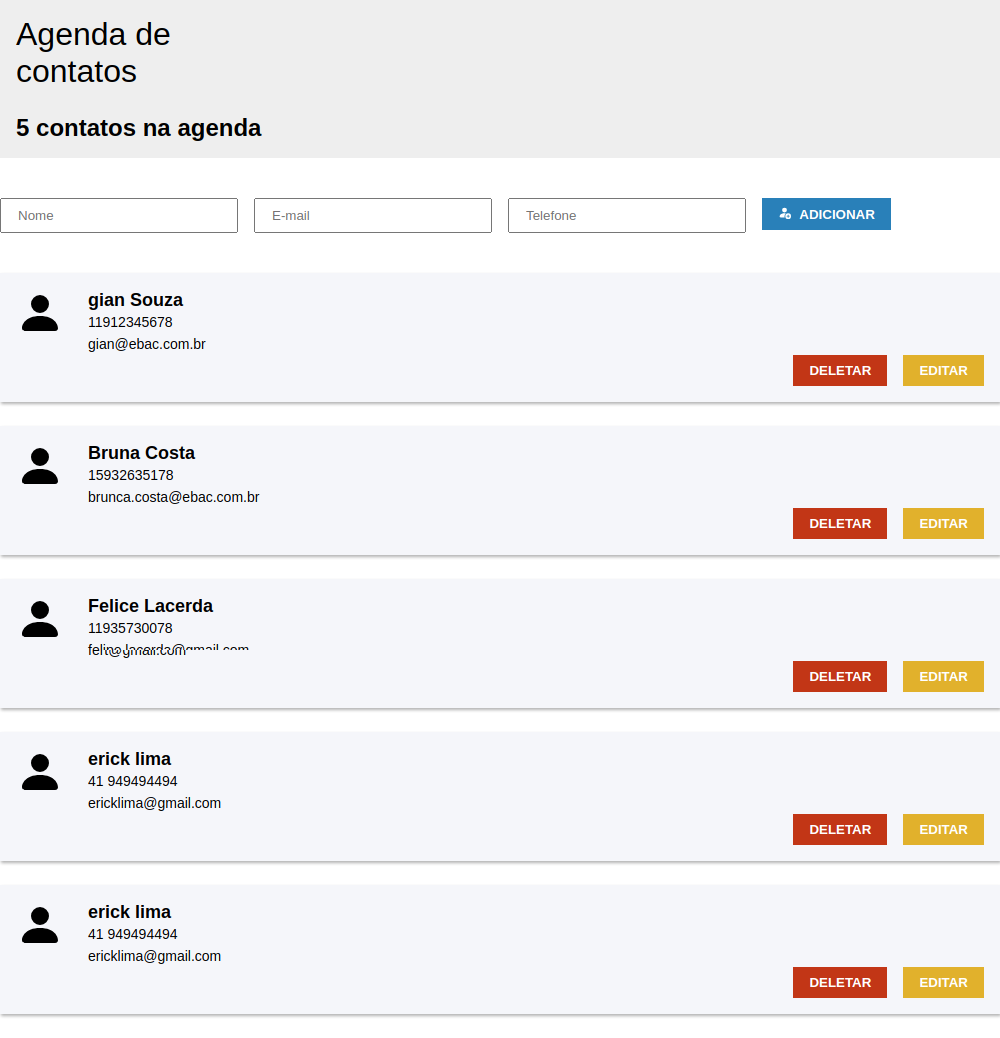 Agenda de
contatos
5 contatos na agenda
Nome
E-mail
Telefone
ADICIONAR
gian Souza
11912345678
gian@ebac.com.br
DELETAR
EDITAR
Bruna Costa
15932635178
brunca.costa@ebac.com.br
DELETAR
EDITAR
Felice Lacerda
11935730078
DELETAR
EDITAR
erick lima
41 949494494
ericklima@gmail.com
DELETAR
EDITAR
erick lima
41 949494494
ericklima@gmail.com
DELETAR
EDITAR